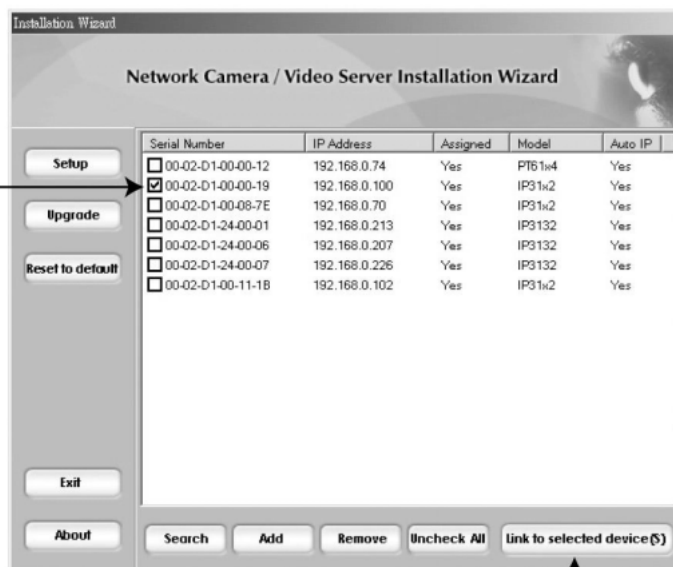 Installation Wizard
Network Camera / Video Server Installation Wizard
Serial Number IP Address Assigned Model Auto IP
00-02-D1-00-00-12 192.168.0.74 Yes PT61x4 Yes
00-02-D1-00-00-19 192.168.0.100 Yes IP31x2 Yes
00-02-D1-00-08-7E 192.168.0.70 Yes IP31x2 Yes
00-02-D1-24-00-01 192.168.0.213 Yes IP3132 Yes
00-02-D1-24-00-06 192.168.0.207 Yes IP3132 Yes
00-02-D1-24-00-07 192.168.0.226 Yes IP3132 Yes
00-02-D1-00-11-1B 192.168.0.102 Yes IP31x2 Yes
Setup
Upgrade
Reset to default
Exit
About
Search Add Remove Uncheck All Link to selected device(S)